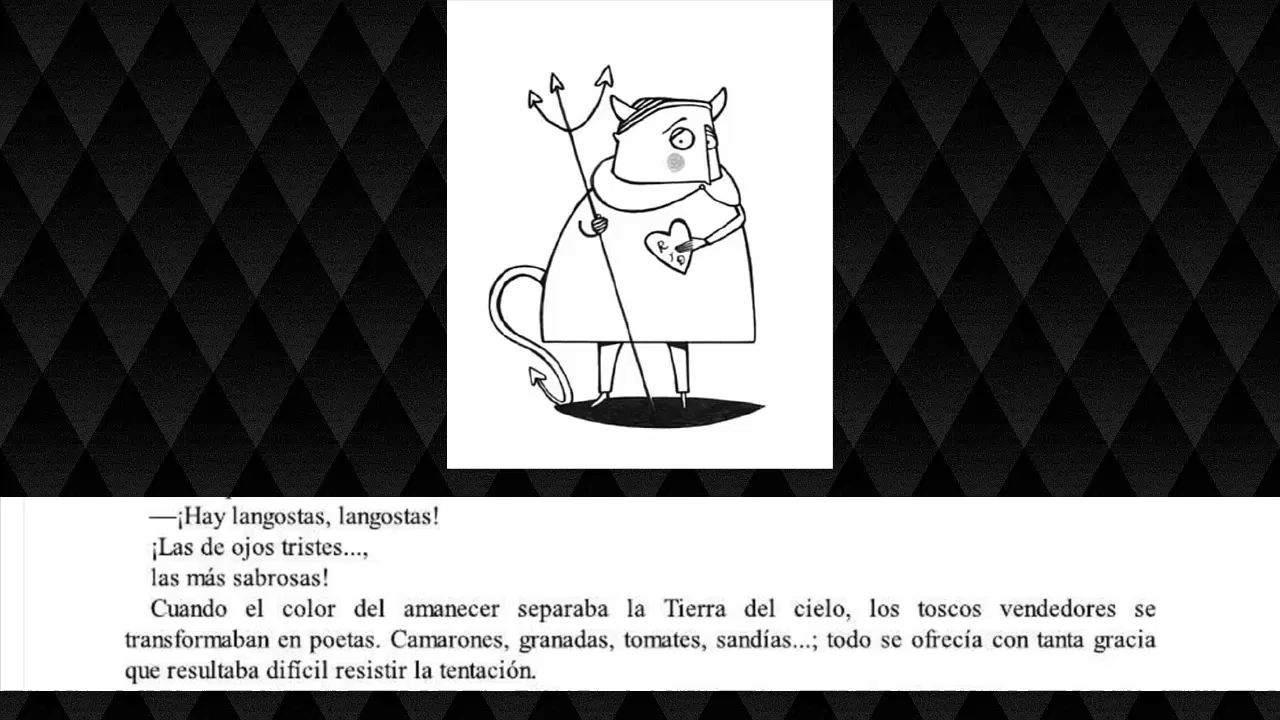 R J Q
—¡Hay langostas, langostas!
¡Las de ojos tristes...,
las más sabrosas!
Cuando el color del amanecer separaba la Tierra del cielo, los toscos vendedores se
transformaban en poetas. Camarones, granadas, tomates, sandías...; todo se ofrecía con tanta gracia
que resultaba difícil resistir la tentación.